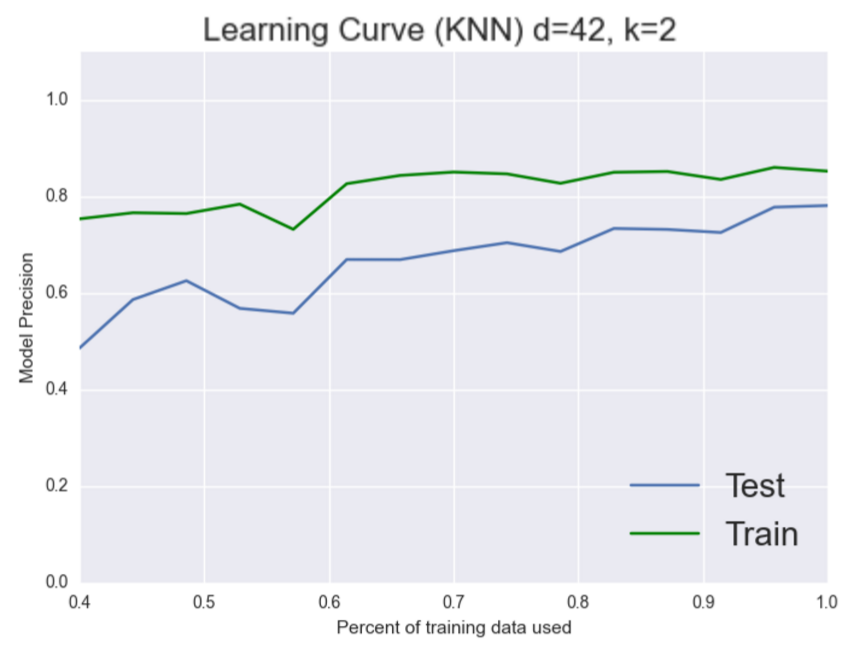 Learning Curve (KNN) d=42, k=2
1.0
0.8
0.6
0.4
0.2
0.0
Model Precision
Test
Train
0.4 0.5 0.6 0.7 0.8 0.9 1.0
Percent of training data used